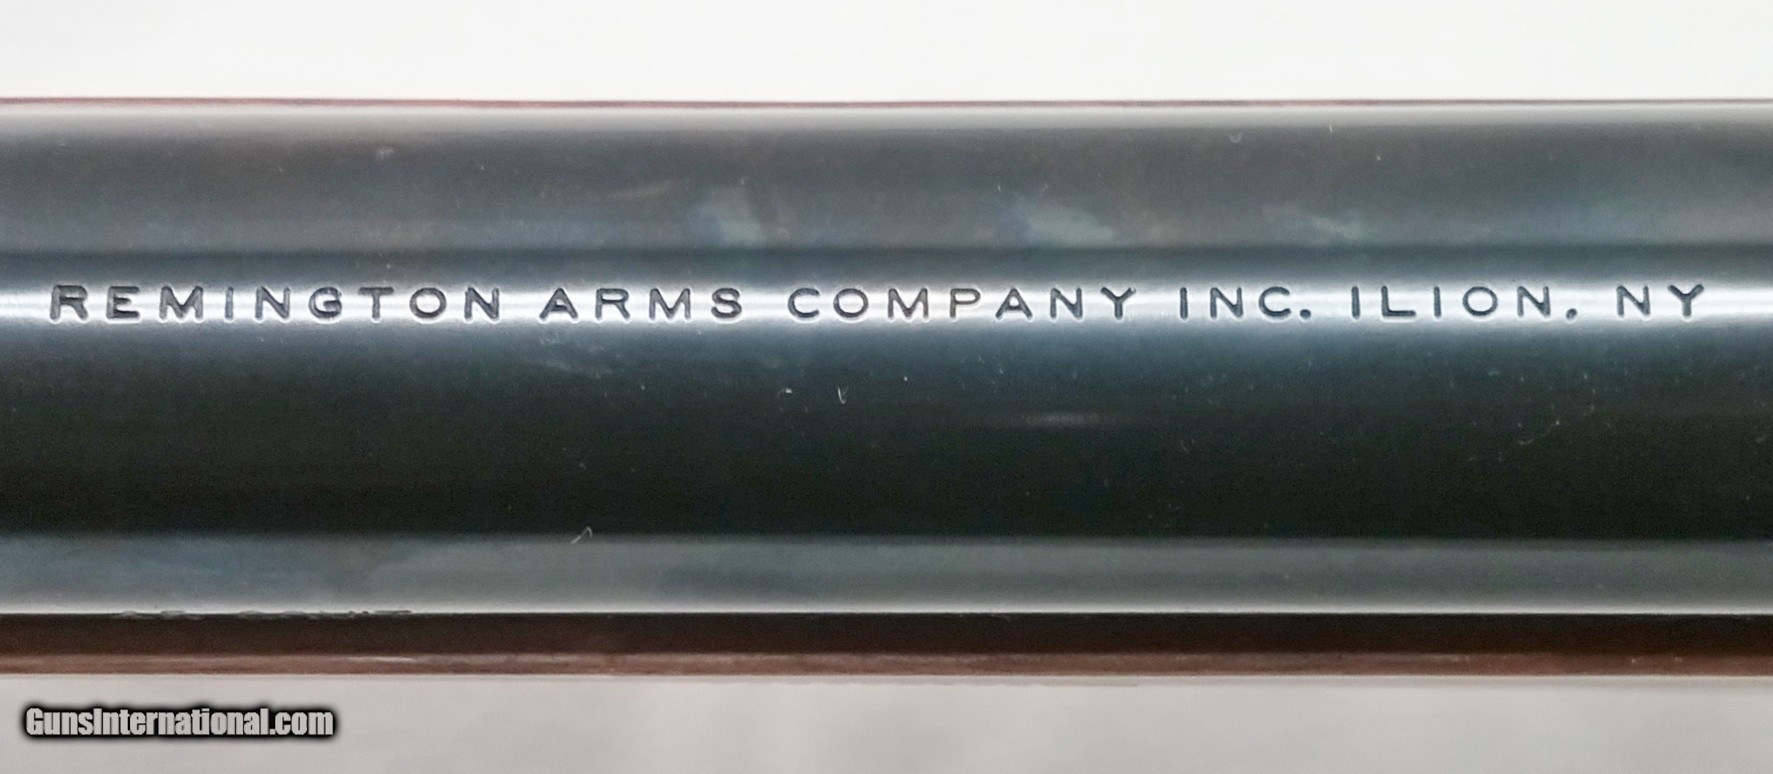 REMINGTON ARMS COMPANY INC. ILION. NY
GunsInternational.com